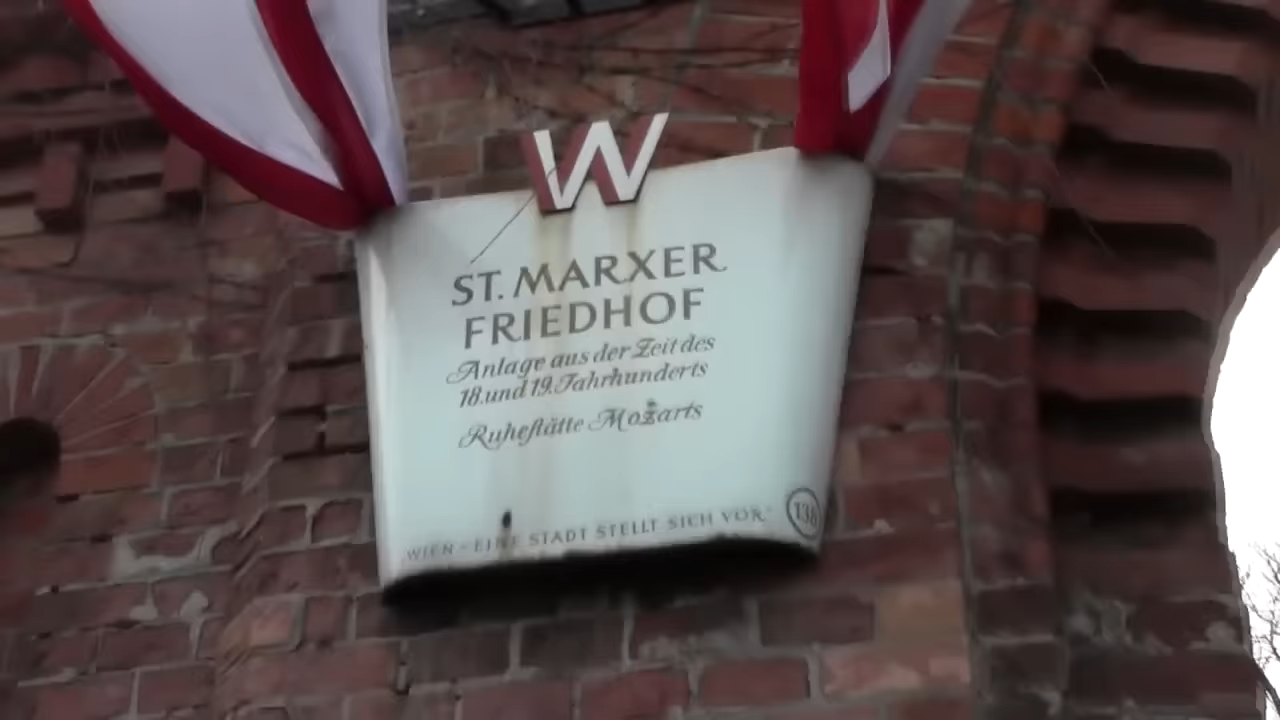 W
ST. MARXER
FRIEDHOF
Anlage aus der Zeit des
18. und 19. Jahrhunderts
Ruhestätte Mozarts
WIEN - EINE STADT STELLT SICH VOR